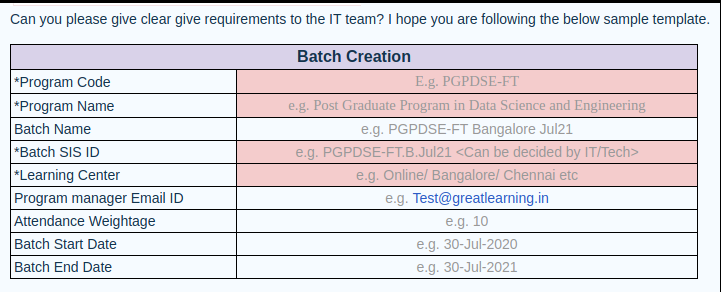 Can you please give clear give requirements to the IT team? I hope you are following the below sample template.
Batch Creation
*Program Code E.g. PGPDSE-FT
*Program Name e.g. Post Graduate Program in Data Science and Engineering
Batch Name e.g. PGPDSE-FT Bangalore Jul21
*Batch SIS ID e.g. PGPDSE-FT.B.Jul21 <Can be decided by IT/Tech>
*Learning Center e.g. Online/ Bangalore/ Chennai etc
Program manager Email ID e.g. Test@greatlearning.in
Attendance Weightage e.g. 10
Batch Start Date e.g. 30-Jul-2020
Batch End Date e.g. 30-Jul-2021